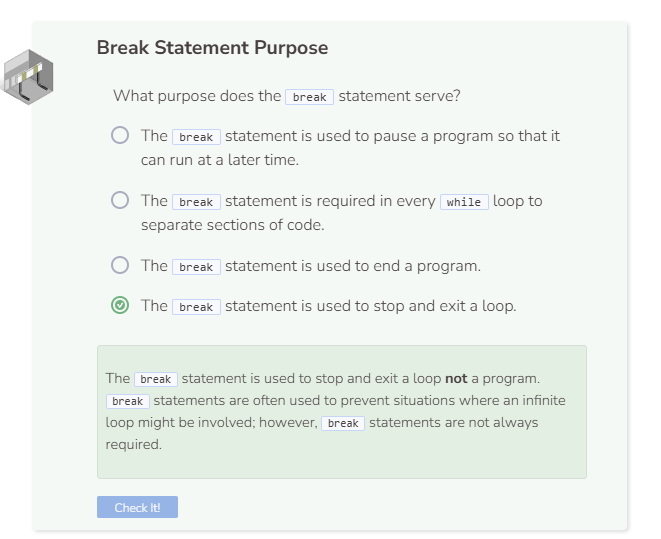 Break Statement Purpose
What purpose does the break statement serve?
The break statement is used to pause a program so that it
can run at a later time.
The break statement is required in every while loop to
separate sections of code.
The break statement is used to end a program.
The break statement is used to stop and exit a loop.
The break statement is used to stop and exit a loop not a program.
break statements are often used to prevent situations where an infinite
loop might be involved; however, break statements are not always
required.
Check It!